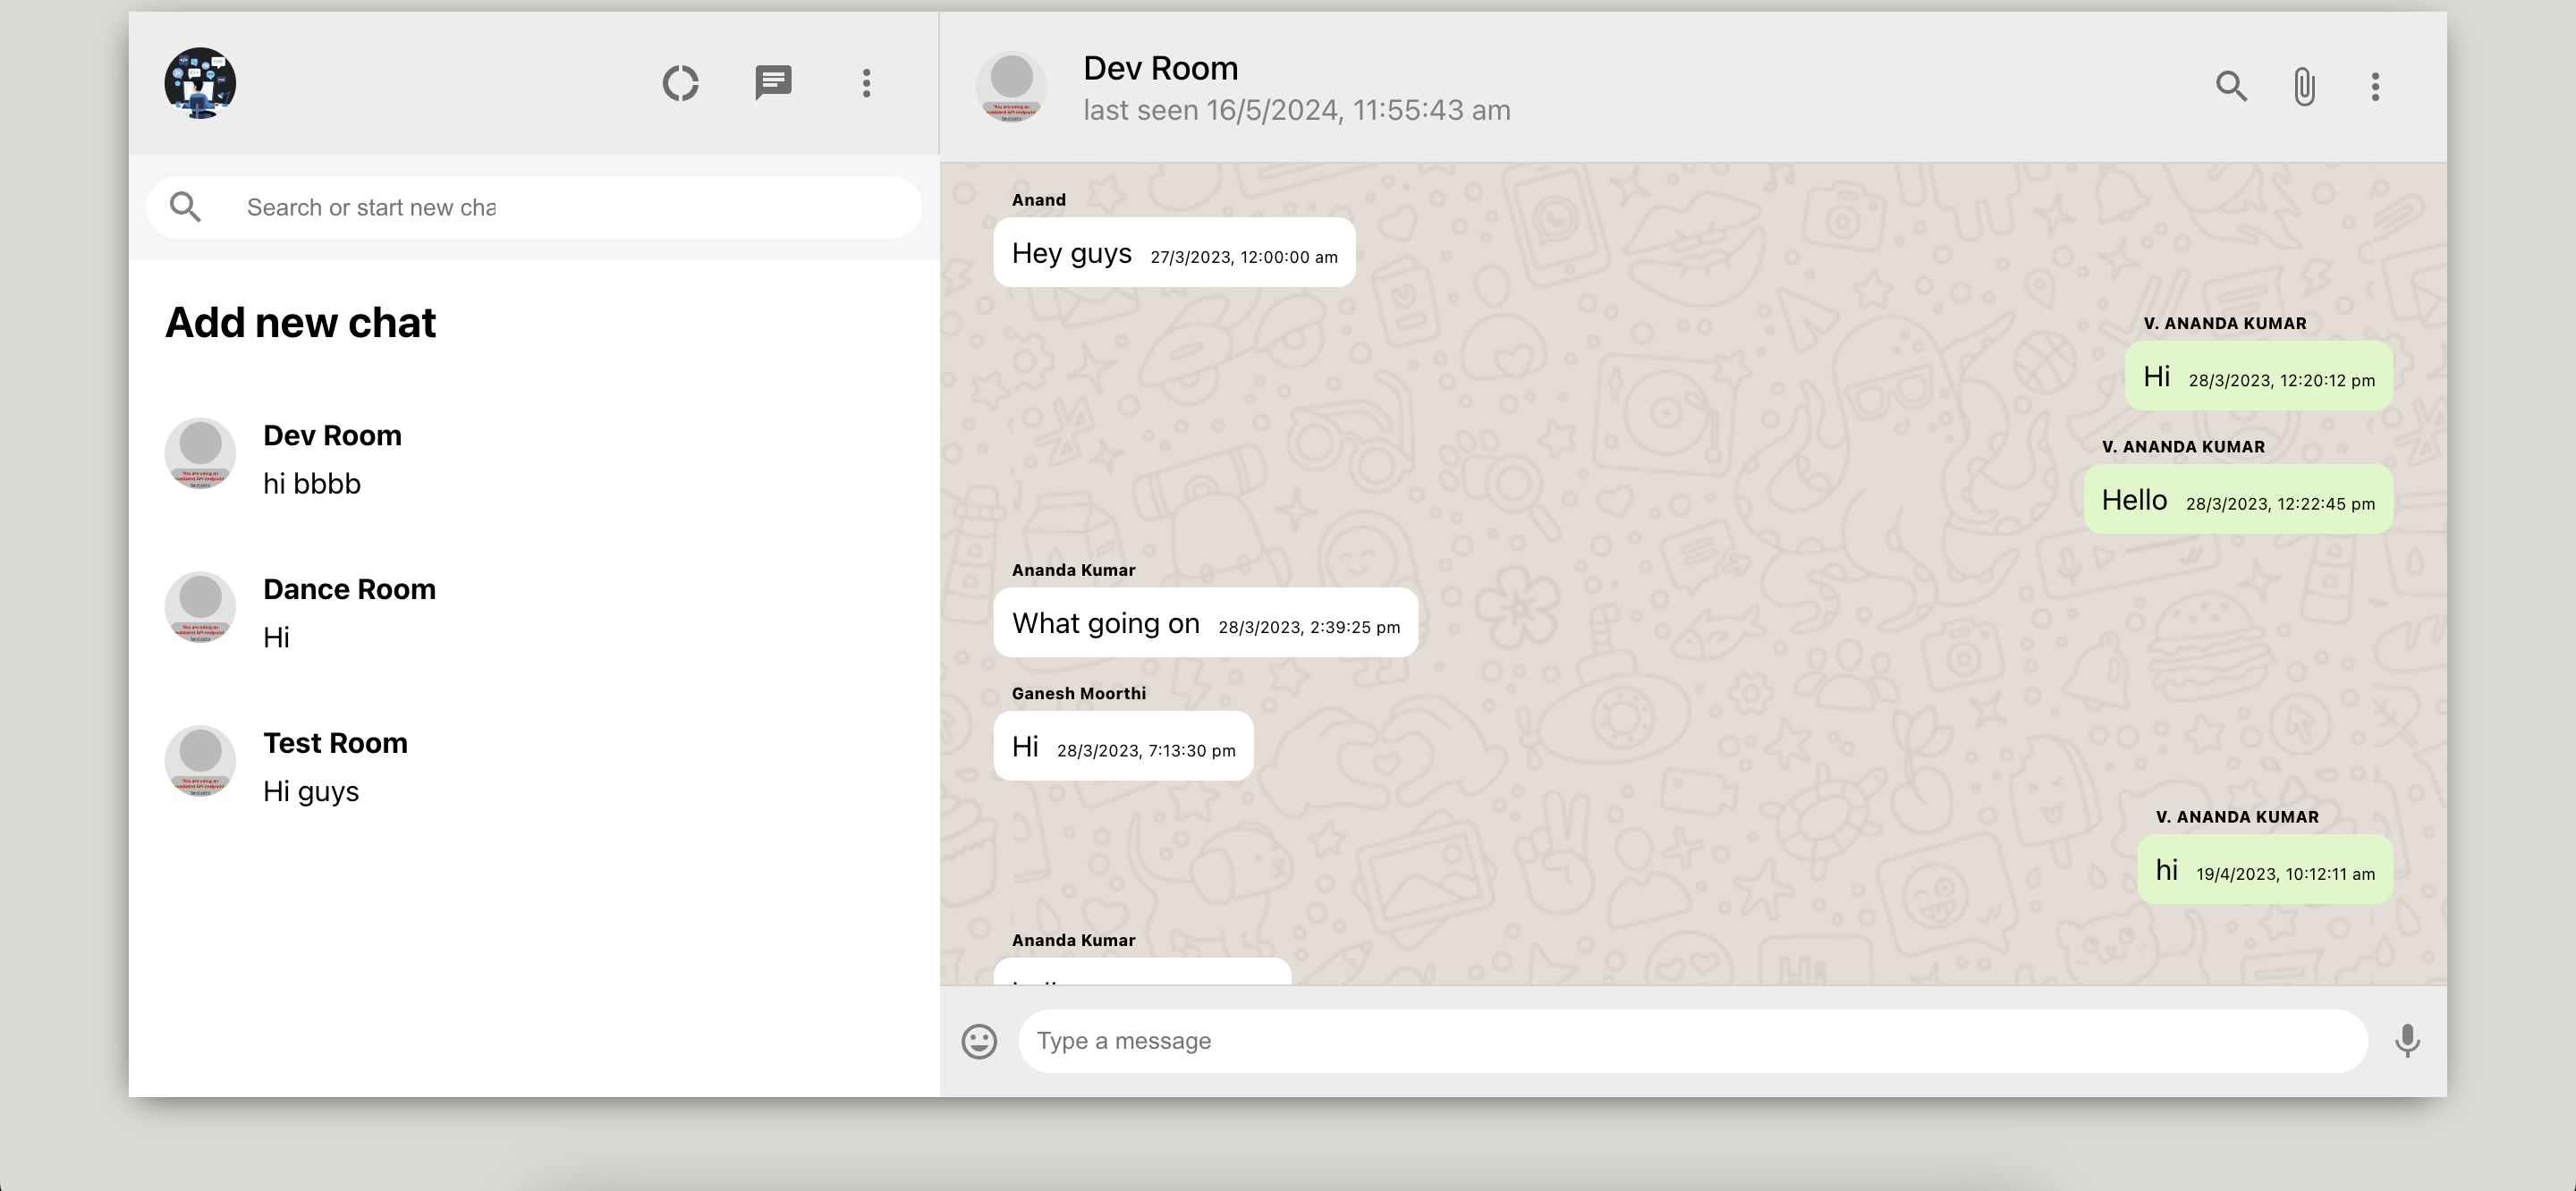 Search or start new cha
Add new chat
Dev Room
hi bbbb
Dance Room
Hi
Test Room
Hi guys
Dev Room
last seen 16/5/2024, 11:55:43 am
Anand
Hey guys 27/3/2023, 12:00:00 am
V. ANANDA KUMAR
Hi 28/3/2023, 12:20:12 pm
V. ANANDA KUMAR
Hello 28/3/2023, 12:22:45 pm
Ananda Kumar
What going on 28/3/2023, 2:39:25 pm
Ganesh Moorthi
Hi 28/3/2023, 7:13:30 pm
V. ANANDA KUMAR
hi 19/4/2023, 10:12:11 am
Ananda Kumar
Type a message